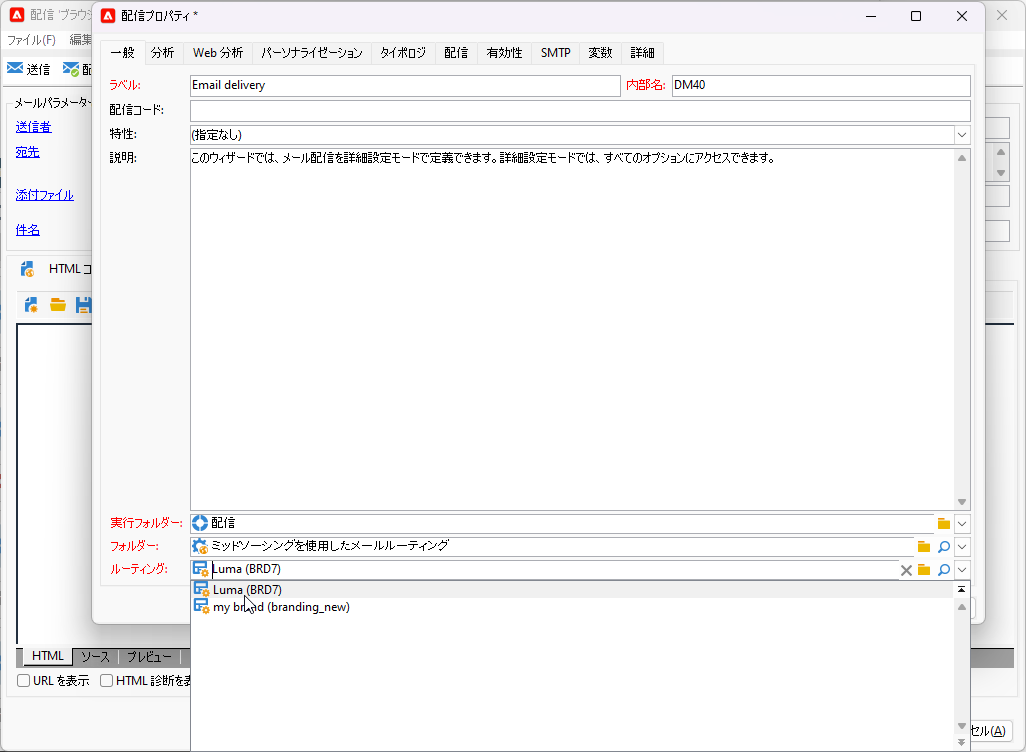 配信 'ブラウ
配信プロパティ *
ファイル(F) 編集
一般 分析 Web 分析 パーソナライゼーション タイポロジ 配信 有効性 SMTP 変数 詳細
送信 配
ラベル: Email delivery 内部名: DM40
メールパラメーター
配信コード:
送信者
特性: (指定なし)
宛先
説明: このウィザードでは、メール配信を詳細設定モードで定義できます。詳細設定モードでは、すべてのオプションにアクセスできます。
添付ファイル
件名
HTML コ
実行フォルダー: 配信
フォルダー: ミッドソーシングを使用したメールルーティング
ルーティング: Luma (BRD7)
Luma (BRD7)
my brand (branding_new)
HTML ソース プレビュー
URL を表示 HTML 診断を表
セル(A)